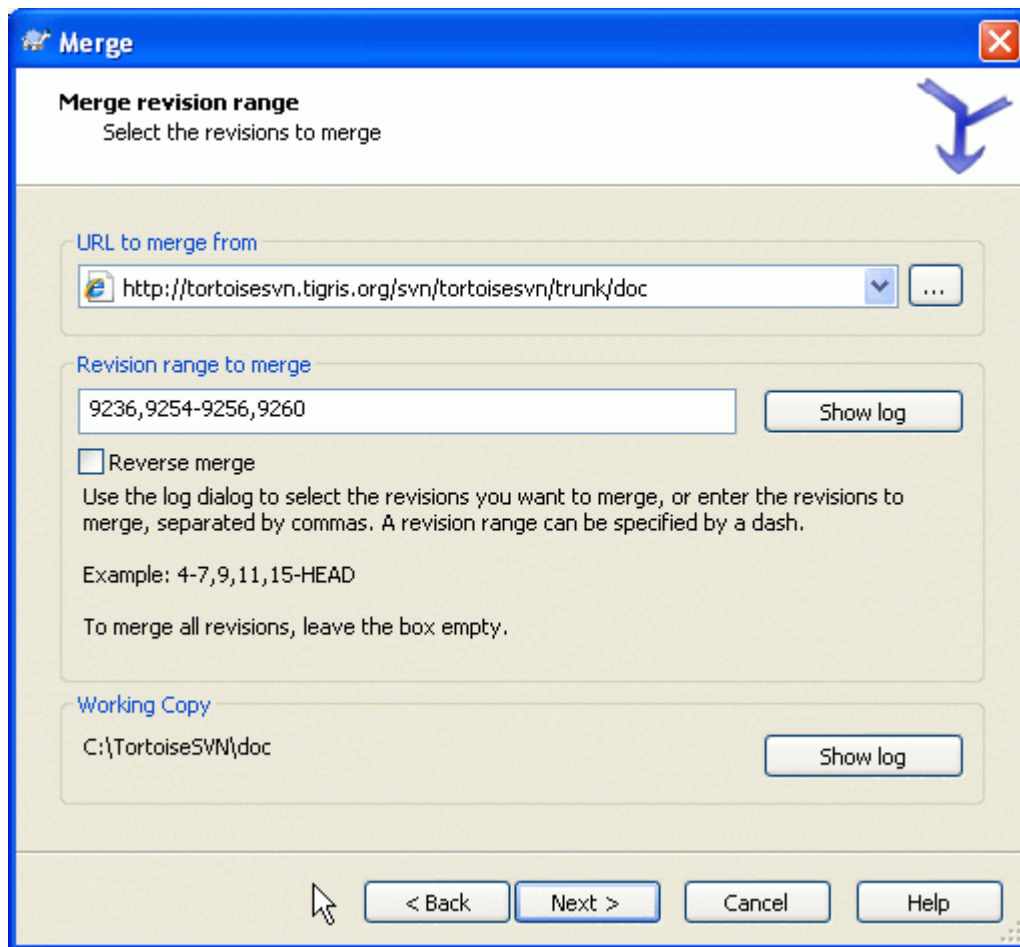 Merge
Merge revision range
Select the revisions to merge
URL to merge from
http://tortoisesvn.tigris.org/svn/tortoisesvn/trunk/doc
...
Revision range to merge
9236,9254-9256,9260
Show log
Reverse merge
Use the log dialog to select the revisions you want to merge, or enter the revisions to
merge, separated by commas. A revision range can be specified by a dash.
Example: 4-7,9,11,15-HEAD
To merge all revisions, leave the box empty.
Working Copy
C:\TortoiseSVN\doc
Show log
< Back
Next >
Cancel
Help